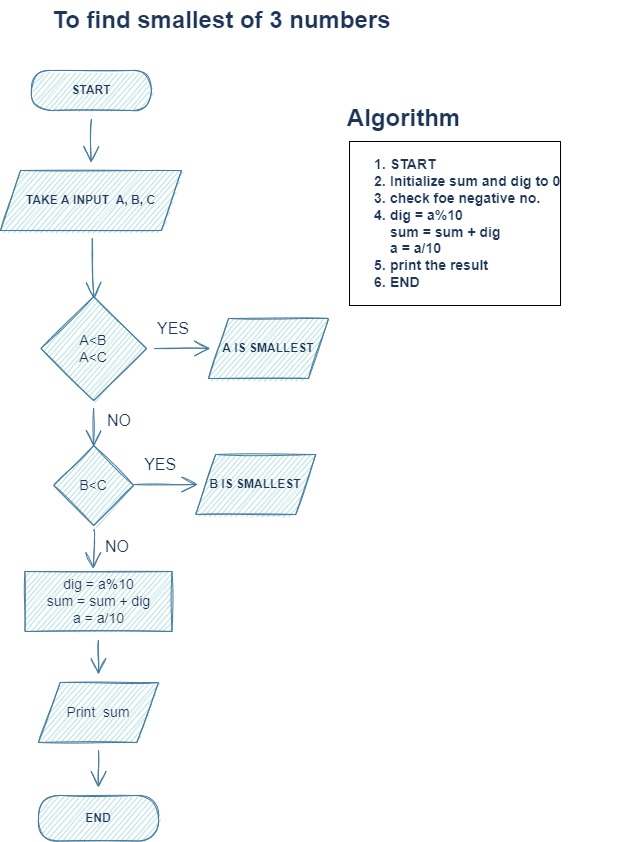 To find smallest of 3 numbers
START
TAKE A INPUT A, B, C
A<B
A<C
YES
A IS SMALLEST
NO
B<C
YES
B IS SMALLEST
NO
dig = a%10
sum = sum + dig
a = a/10
Print sum
END
Algorithm
1. START
2. Initialize sum and dig to 0
3. check foe negative no.
4. dig = a%10
sum = sum + dig
a = a/10
5. print the result
6. END